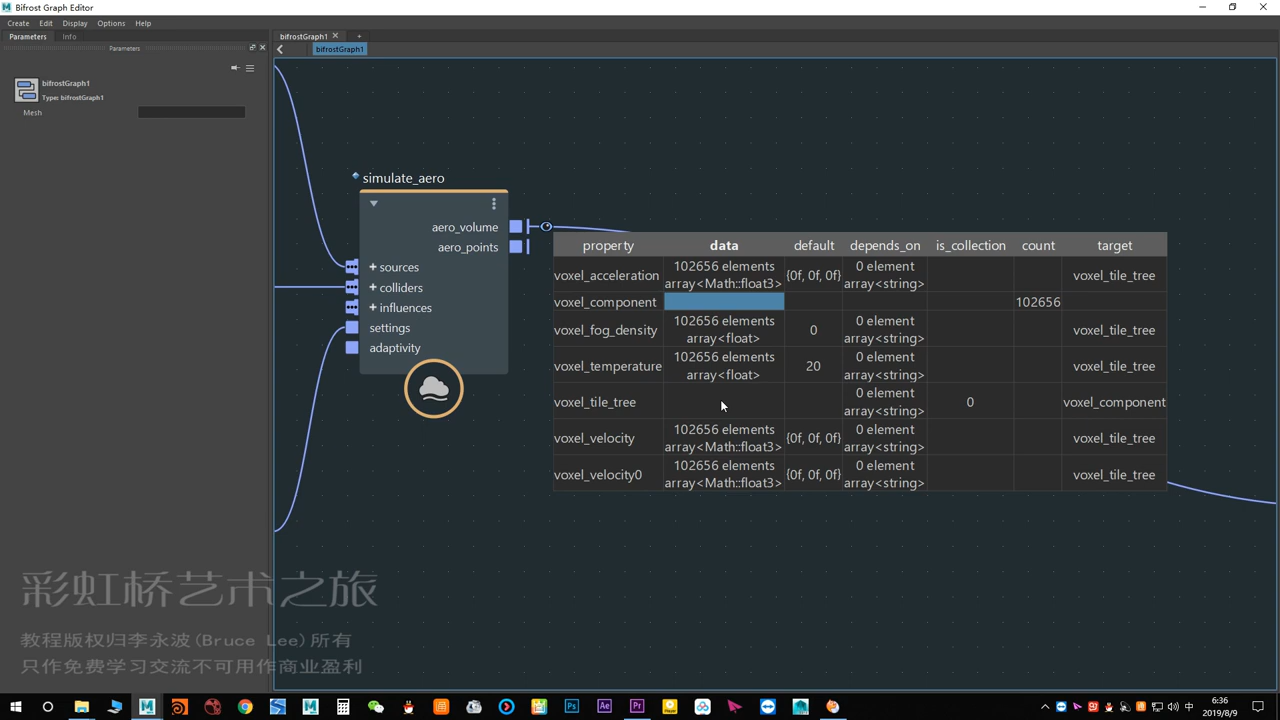 Bifrost Graph Editor
Create Edit Display Options Help
Parameters Info
Parameters
bifrostGraph1
Type: bifrostGraph1
Mesh
bifrostGraph1
bifrostGraph1
simulate_aero
aero_volume
aero_points
+ sources
+ colliders
+ influences
settings
adaptivity
property data default depends_on is_collection count target
voxel_acceleration 102656 elements array<Math::float3> {0f, 0f, 0f} 0 element array<string> voxel_tile_tree
voxel_component 102656
voxel_fog_density 102656 elements array<float> 0 0 element array<string> voxel_tile_tree
voxel_temperature 102656 elements array<float> 20 0 element array<string> voxel_tile_tree
voxel_tile_tree 0 element array<string> 0 voxel_component
voxel_velocity 102656 elements array<Math::float3> {0f, 0f, 0f} 0 element array<string> voxel_tile_tree
voxel_velocity0 102656 elements array<Math::float3> {0f, 0f, 0f} 0 element array<string> voxel_tile_tree
彩虹桥艺术之旅
教程版权归李永波(Bruce Lee)所有
只作免费学习交流不可用作商业盈利
Ps Ae Pr
中
6:36
2019/8/9